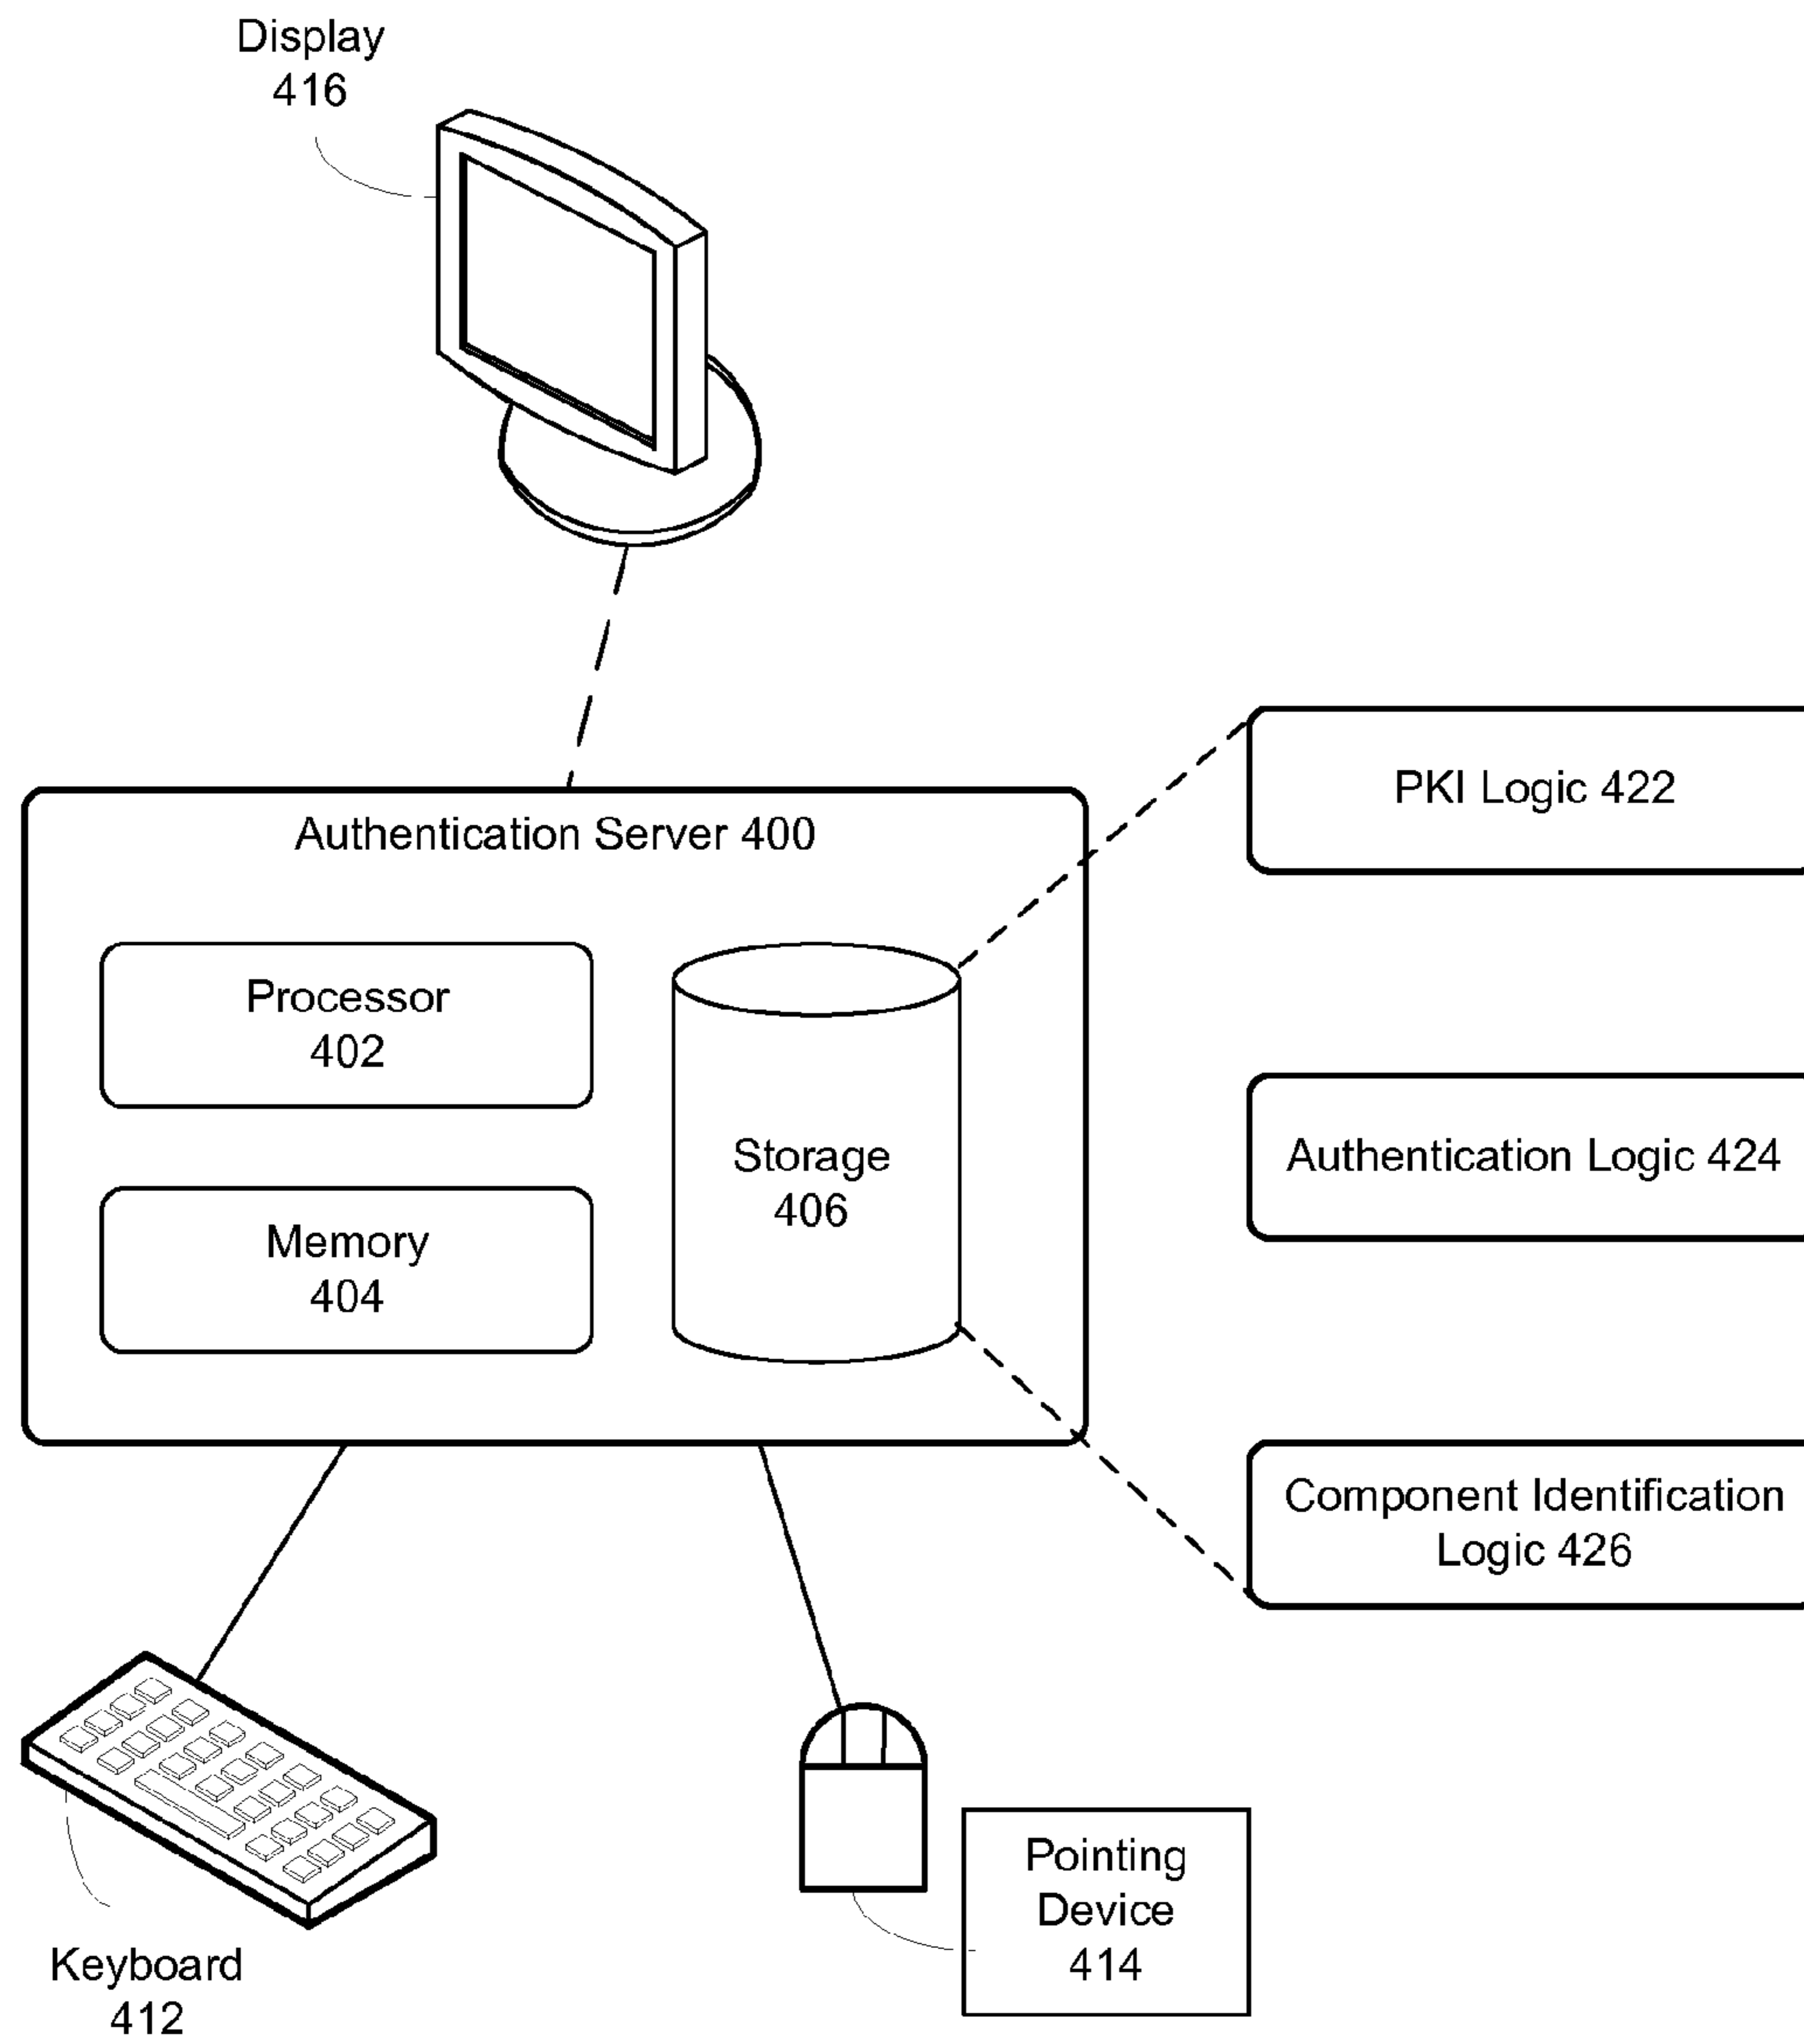 Display
416
PKI Logic 422
Authentication Server 400
Processor
402
Storage
406
Authentication Logic 424
Memory
404
Component Identification
Logic 426
Pointing
Device
414
Keyboard
412